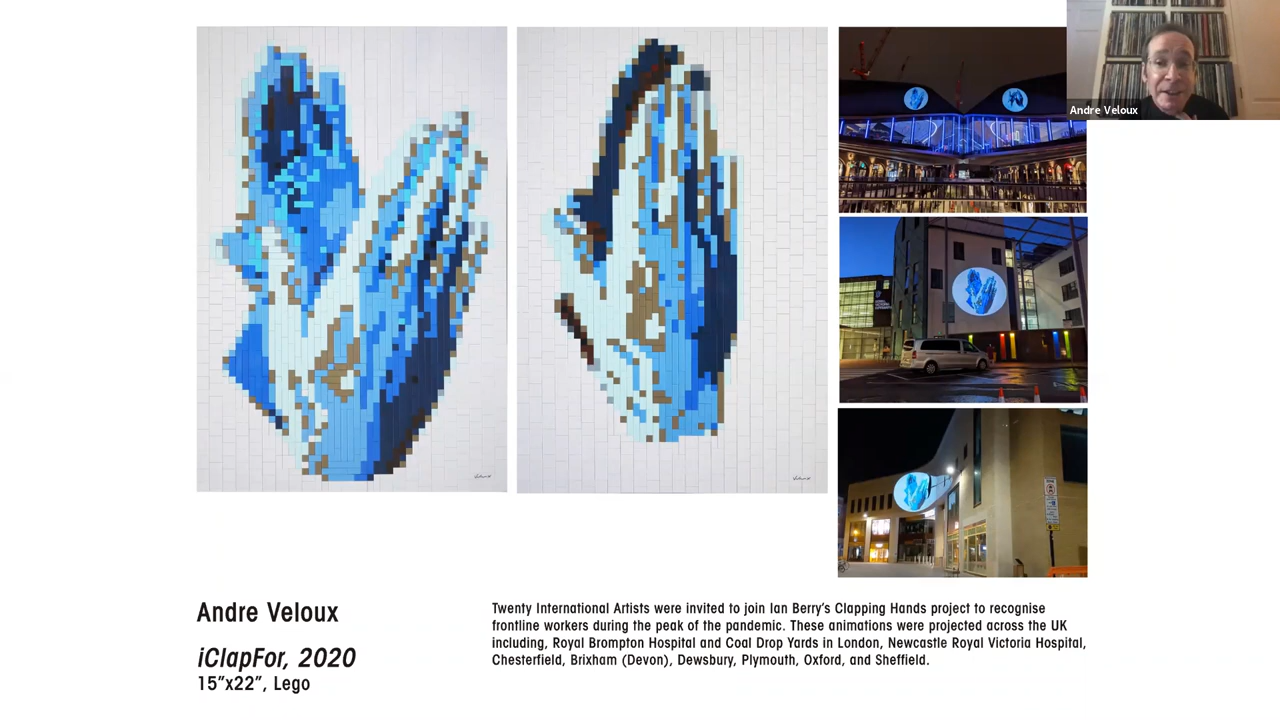 Andre Veloux
Andre Veloux
iClapFor, 2020
15”x22”, Lego
Twenty International Artists were invited to join Ian Berry’s Clapping Hands project to recognise
frontline workers during the peak of the pandemic. These animations were projected across the UK
including, Royal Brompton Hospital and Coal Drop Yards in London, Newcastle Royal Victoria Hospital,
Chesterfield, Brixham (Devon), Dewsbury, Plymouth, Oxford, and Sheffield.